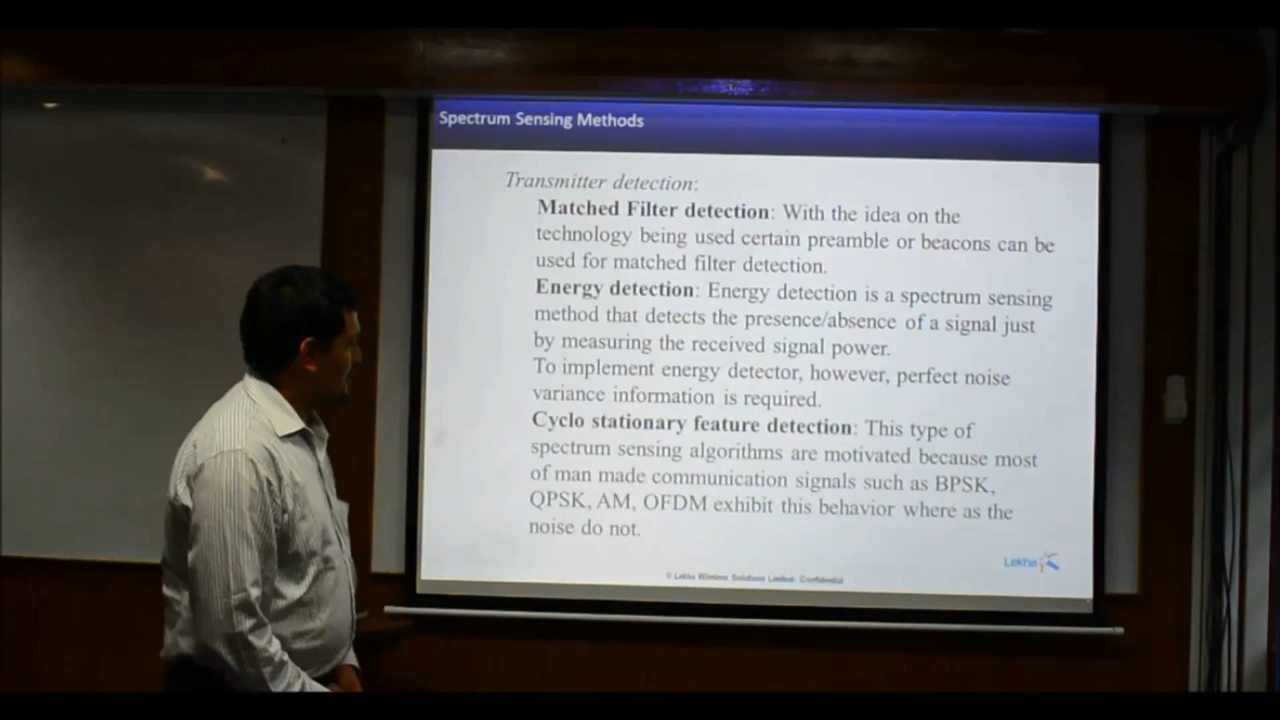 Spectrum Sensing Methods
Transmitter detection:
Matched Filter detection: With the idea on the
technology being used certain preamble or beacons can be
used for matched filter detection.
Energy detection: Energy detection is a spectrum sensing
method that detects the presence/absence of a signal just
by measuring the received signal power.
To implement energy detector, however, perfect noise
variance information is required.
Cyclo stationary feature detection: This type of
spectrum sensing algorithms are motivated because most
of man made communication signals such as BPSK,
QPSK, AM, OFDM exhibit this behavior where as the
noise do not.
Lekha
© Lekha Wireless Solutions Limited- Confidential